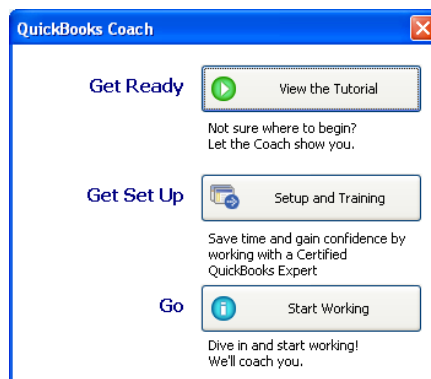 QuickBooks Coach
Get Ready
View the Tutorial
Not sure where to begin?
Let the Coach show you.
Get Set Up
Setup and Training
Save time and gain confidence by
working with a Certified
QuickBooks Expert
Go
Start Working
Dive in and start working!
We'll coach you.